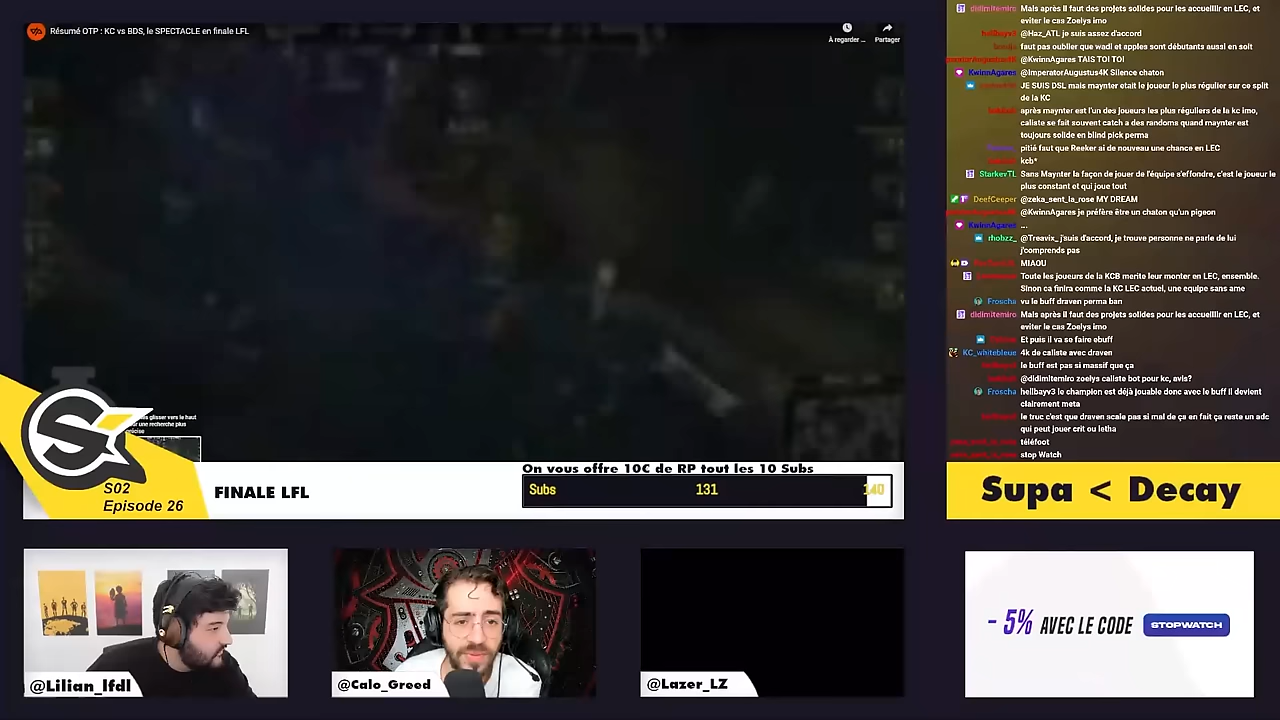 Résumé OTP : KC vs BDS, le SPECTACLE en finale LFL
À regarder ...
Partager
glisser vers le haut
une recherche plus
S02
Episode 26
FINALE LFL
On vous offre 10€ de RP tout les 10 Subs
Subs 131 140
@Lilian_lfdl
@Calo_Greed
@Lazer_LZ
didimitemiro Mais après il faut des projets solides pour les accueillir en LEC, et
eviter le cas Zoelys imo
@Haz_ATL je suis assez d'accord
faut pas oublier que wadi et apples sont débutants aussi en soit
@KwinnAgares TAIS TOI TOI
KwinnAgares @ImperatorAugustus4K Silence chaton
JE SUIS DSL mais maynter etait le joueur le plus régulier sur ce split
de la KC
après maynter est l'un des joueurs les plus réguliers de la kc imo,
caliste se fait souvent catch a des randoms quand maynter est
toujours solide en blind pick perma
pitié faut que Reeker ai de nouveau une chance en LEC
kcb*
StarkevTL Sans Maynter la façon de jouer de l'équipe s'effondre, c'est le joueur le
plus constant et qui joue tout
DeefCeeper @zeka_sent_la_rose MY DREAM
@KwinnAgares je préfère être un chaton qu'un pigeon
KwinnAgares ...
rhobzz_ @Treavix_ j'suis d'accord, je trouve personne ne parle de lui
j'comprends pas
MIAOU
Toute les joueurs de la KCB merite leur monter en LEC, ensemble.
Sinon ca finira comme la KC LEC actuel, une equipe sans ame
Froscha vu le buff draven perma ban
didimitemiro Mais après il faut des projets solides pour les accueillir en LEC, et
eviter le cas Zoelys imo
Et puis il va se faire ebuff
KC_whitebleue 4k de caliste avec draven
le buff est pas si massif que ça
@didimitemiro zoelys caliste bot pour kc, avis?
Froscha hellbayv3 le champion est déjà jouable donc avec le buff il devient
clairement meta
le truc c'est que draven scale pas si mal de ça en fait ça reste un adc
qui peut jouer crit ou letha
téléfoot
stop Watch
Supa < Decay
- 5% AVEC LE CODE STOPWATCH